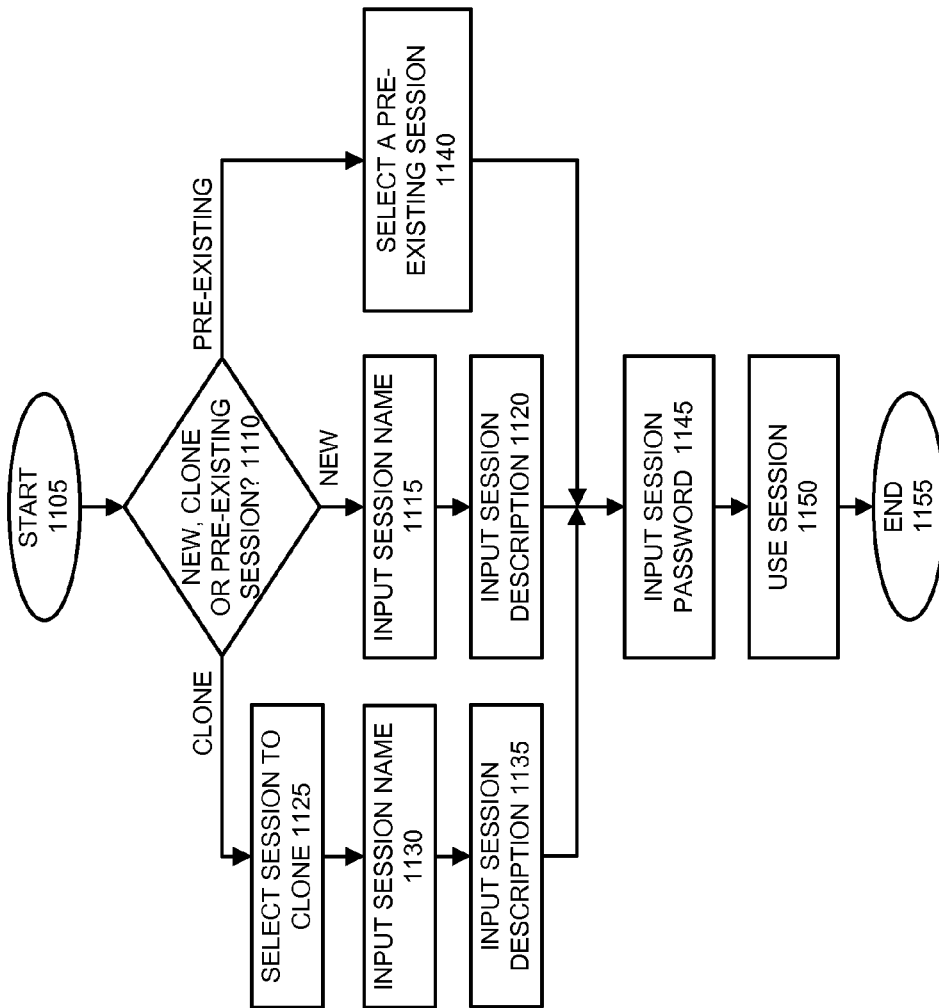 START
1105
NEW, CLONE
OR PRE-EXISTING
SESSION? 1110
CLONE
NEW
PRE-EXISTING
SELECT SESSION TO
CLONE 1125
INPUT SESSION NAME
1130
INPUT SESSION
DESCRIPTION 1135
INPUT SESSION NAME
1115
INPUT SESSION
DESCRIPTION 1120
SELECT A PRE-
EXISTING SESSION
1140
INPUT SESSION
PASSWORD 1145
USE SESSION
1150
END
1155